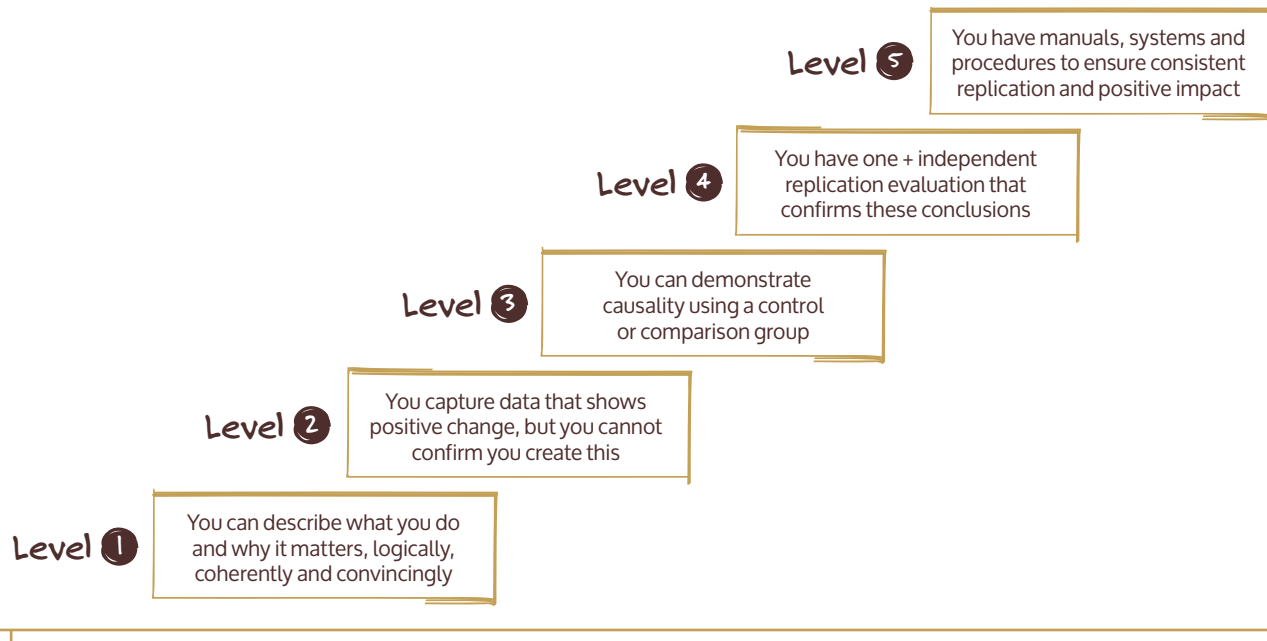 Level 5
You have manuals, systems and
procedures to ensure consistent
replication and positive impact
Level 4
You have one + independent
replication evaluation that
confirms these conclusions
Level 3
You can demonstrate
causality using a control
or comparison group
Level 2
You capture data that shows
positive change, but you cannot
confirm you create this
Level 1
You can describe what you do
and why it matters, logically,
coherently and convincingly